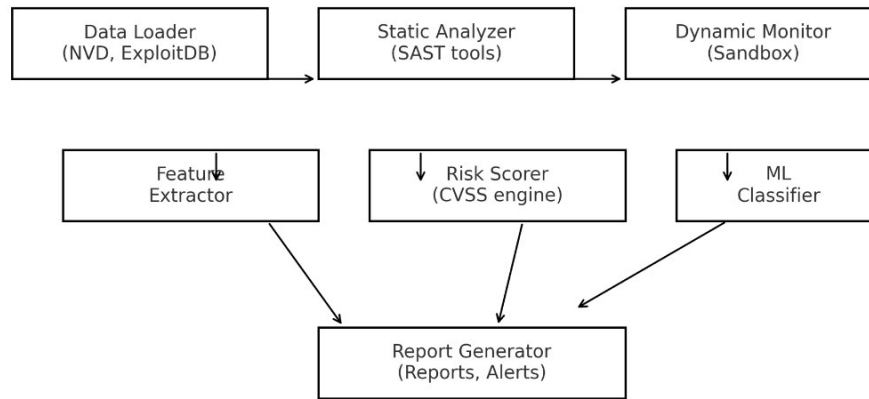 Data Loader
(NVD, ExploitDB)
Static Analyzer
(SAST tools)
Dynamic Monitor
(Sandbox)
Feature
Extractor
Risk Scorer
(CVSS engine)
ML
Classifier
Report Generator
(Reports, Alerts)